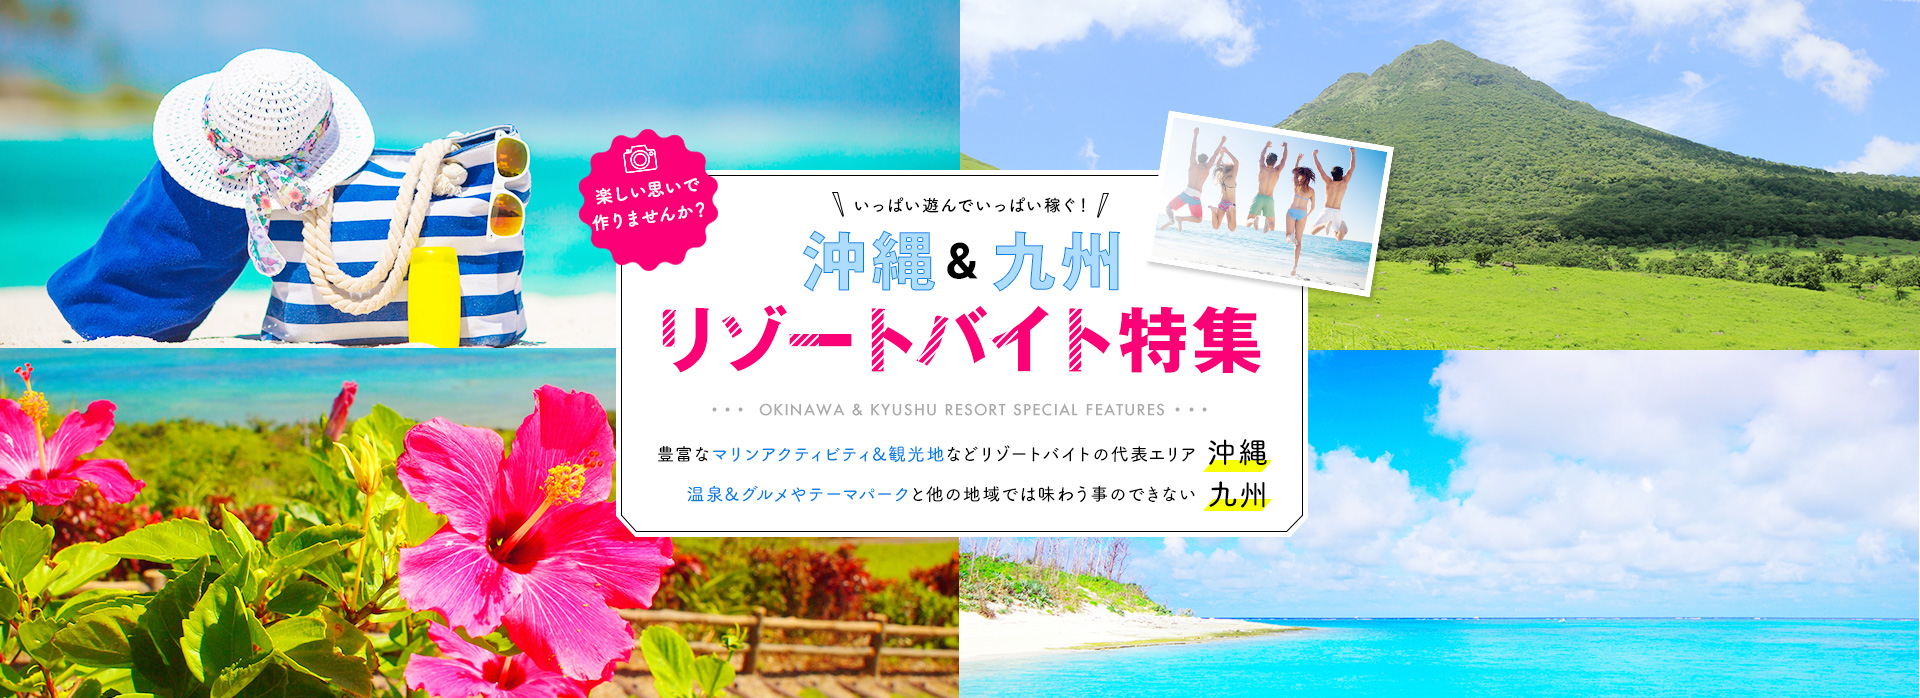 楽しい思いで
作りませんか？
いっぱい遊んでいっぱい稼ぐ！
沖縄&九州
リゾートバイト特集
••• OKINAWA & KYUSHU RESORT SPECIAL FEATURES •••
豊富なマリンアクティビティ&観光地などリゾートバイトの代表エリア 沖縄
温泉&グルメやテーマパークと他の地域では味わう事のできない 九州